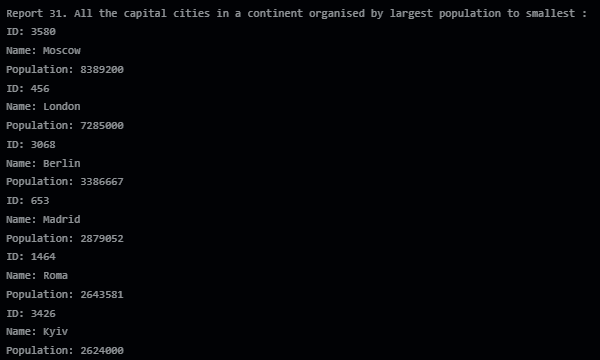 Report 31. All the capital cities in a continent organised by largest population to smallest :
ID: 3580
Name: Moscow
Population: 8389200
ID: 456
Name: London
Population: 7285000
ID: 3068
Name: Berlin
Population: 3386667
ID: 653
Name: Madrid
Population: 2879052
ID: 1464
Name: Roma
Population: 2643581
ID: 3426
Name: Kyiv
Population: 2624000